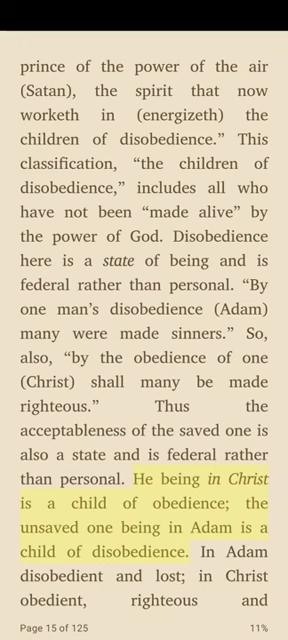 prince of the power of the air
(Satan), the spirit that now
worketh in (energizeth) the
children of disobedience.” This
classification, “the children of
disobedience,” includes all who
have not been “made alive” by
the power of God. Disobedience
here is a state of being and is
federal rather than personal. “By
one man’s disobedience (Adam)
many were made sinners.” So,
also, “by the obedience of one
(Christ) shall many be made
righteous.” Thus the
acceptableness of the saved one is
also a state and is federal rather
than personal. He being in Christ
is a child of obedience; the
unsaved one being in Adam is a
child of disobedience. In Adam
disobedient and lost; in Christ
obedient, righteous and
Page 15 of 125 11%